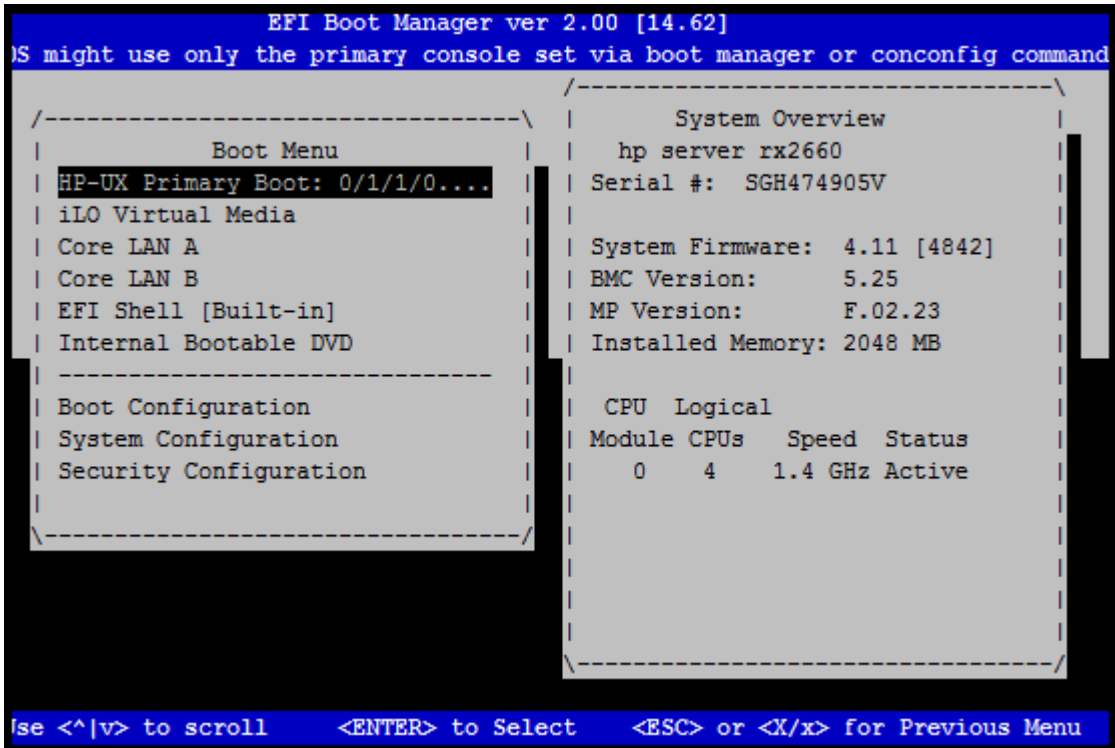 EFI Boot Manager ver 2.00 [14.62]
OS might use only the primary console set via boot manager or conconfig command
Boot Menu
HP-UX Primary Boot: 0/1/1/0....
iLO Virtual Media
Core LAN A
Core LAN B
EFI Shell [Built-in]
Internal Bootable DVD
--------------------------------
Boot Configuration
System Configuration
Security Configuration
System Overview
hp server rx2660
Serial #: SGH474905V
System Firmware: 4.11 [4842]
BMC Version: 5.25
MP Version: F.02.23
Installed Memory: 2048 MB
CPU Logical
Module CPUs Speed Status
0 4 1.4 GHz Active
Use <^|v> to scroll <ENTER> to Select <ESC> or <X/x> for Previous Menu